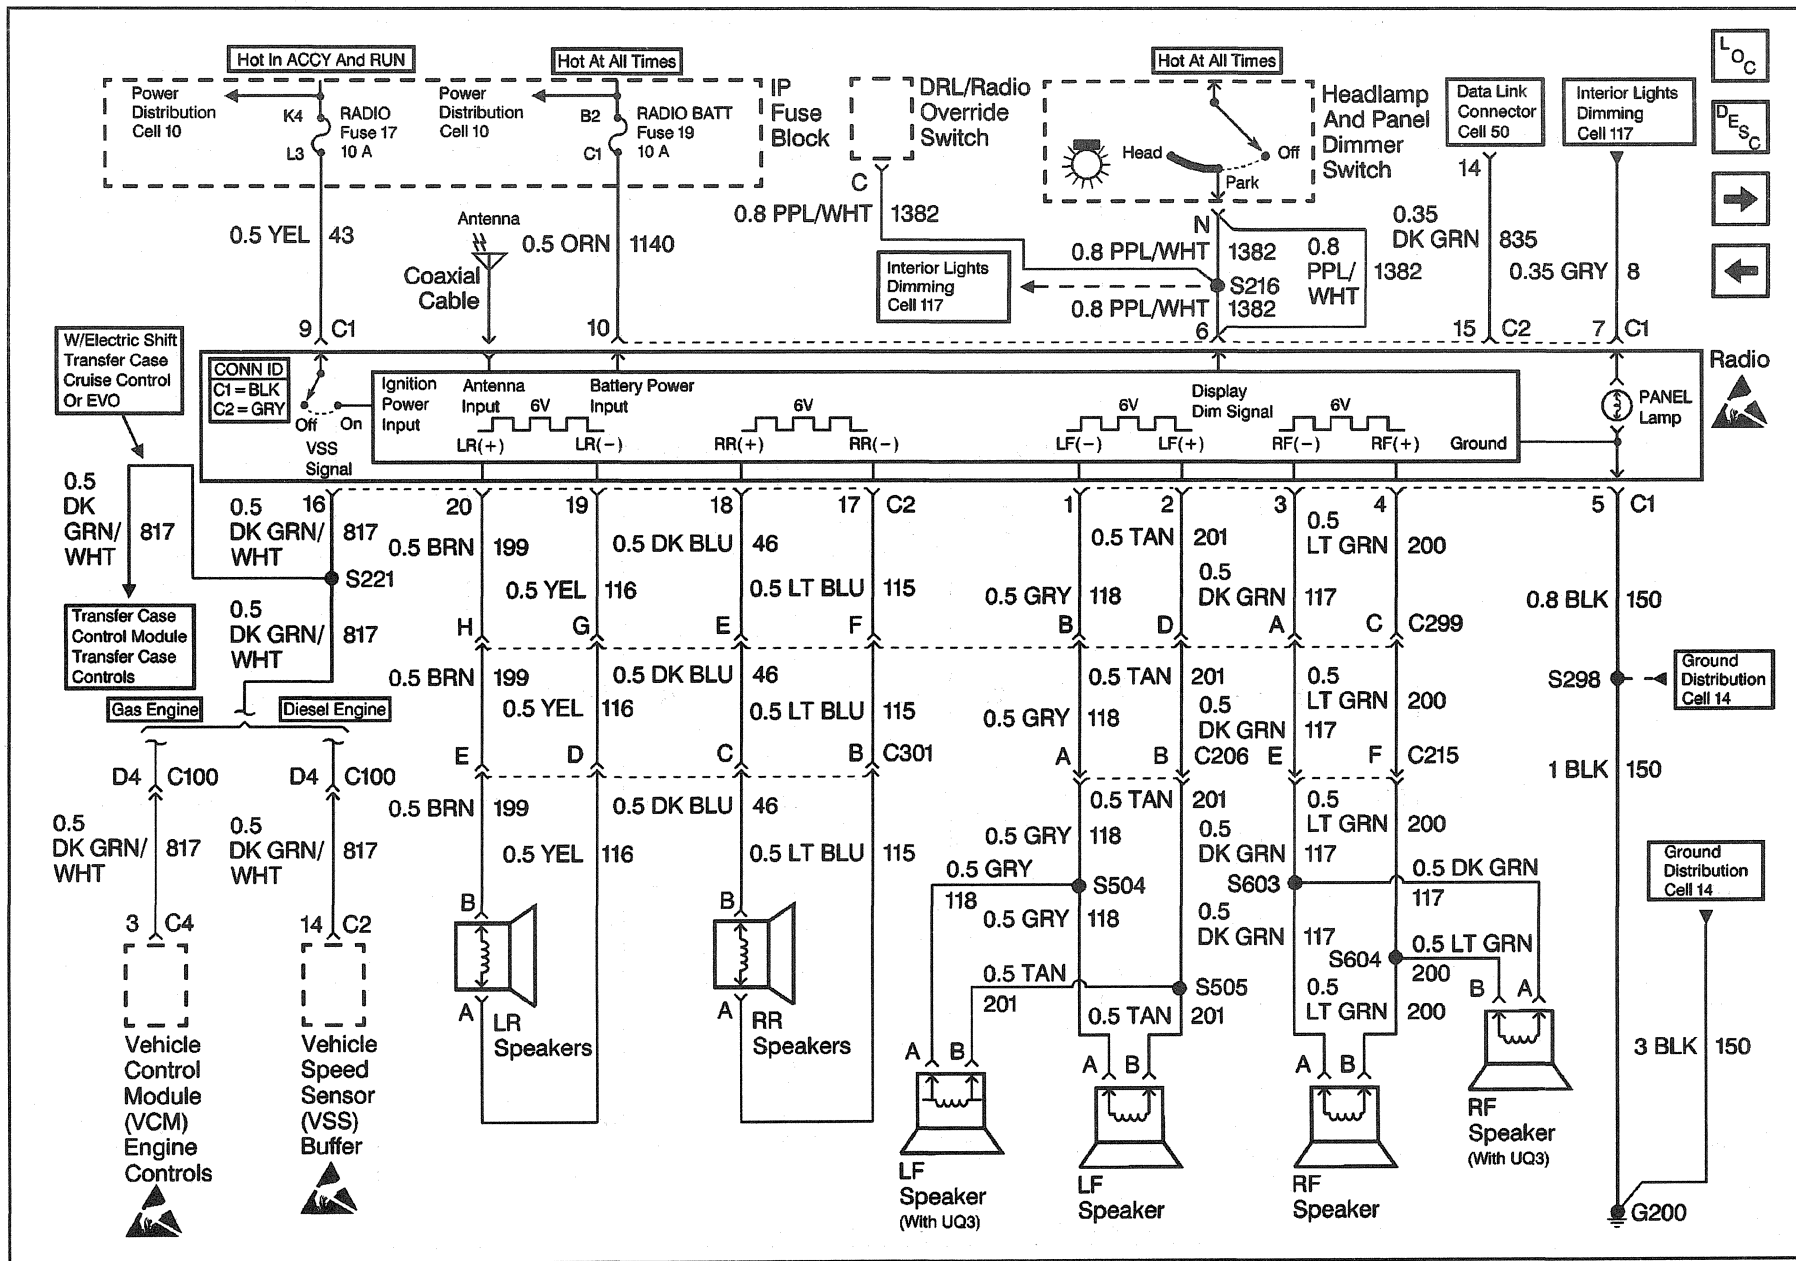 Hot In ACCY And RUN
Hot At All Times
Hot At All Times
LOC
DESC
Power
Distribution
Cell 10
K4
L3
RADIO
Fuse 17
10 A
Power
Distribution
Cell 10
B2
C1
RADIO BATT
Fuse 19
10 A
IP
Fuse
Block
DRL/Radio
Override
Switch
C
Head
Park
Off
Headlamp
And Panel
Dimmer
Switch
Data Link
Connector
Cell 50
14
Interior Lights
Dimming
Cell 117
0.5 YEL 43
Antenna
Coaxial
Cable
0.5 ORN 1140
0.8 PPL/WHT 1382
Interior Lights
Dimming
Cell 117
N
0.8 PPL/WHT 1382
S216
0.8 PPL/WHT 1382
0.8
PPL/
WHT
1382
0.35
DK GRN 835
0.35 GRY 8
9 C1
10
6
15 C2
7 C1
W/Electric Shift
Transfer Case
Cruise Control
Or EVO
CONN ID
C1 = BLK
C2 = GRY
Off On
VSS
Signal
Ignition
Power
Input
Antenna
Input
Battery Power
Input
Display
Dim Signal
6V
6V
6V
6V
LR(+) LR(−) RR(+) RR(−) LF(−) LF(+) RF(−) RF(+)
Ground
PANEL
Lamp
Radio
16 20 19 18 17 C2 1 2 3 4 5 C1
0.5
DK
GRN/
WHT
817
0.5
DK GRN/
WHT
817
S221
0.5
DK GRN/
WHT
817
Transfer Case
Control Module
Transfer Case
Controls
0.5 BRN 199
0.5 YEL 116
0.5 DK BLU 46
0.5 LT BLU 115
0.5 GRY 118
0.5 TAN 201
0.5
DK GRN 117
0.5
LT GRN 200
0.8 BLK 150
H G E F B D A C C299
0.5 BRN 199
0.5 YEL 116
0.5 DK BLU 46
0.5 LT BLU 115
0.5 GRY 118
0.5 TAN 201
0.5
DK GRN 117
0.5
LT GRN 200
S298
Ground
Distribution
Cell 14
Gas Engine
Diesel Engine
E D C B C301 A B C206 E F C215
1 BLK 150
D4 C100
D4 C100
0.5
DK GRN/
WHT
817
0.5
DK GRN/
WHT
817
0.5 BRN 199
0.5 YEL 116
0.5 DK BLU 46
0.5 LT BLU 115
0.5 TAN 201
0.5 GRY 118
0.5
DK GRN 117
0.5
LT GRN 200
0.5 GRY
118
S504
0.5 GRY 118
S603
0.5 DK GRN
117
0.5
DK GRN 117
S604
0.5 LT GRN
200
0.5 TAN
201
S505
0.5 TAN 201
0.5
LT GRN 200
Ground
Distribution
Cell 14
3 C4
14 C2
Vehicle
Control
Module
(VCM)
Engine
Controls
Vehicle
Speed
Sensor
(VSS)
Buffer
B
A
LR
Speakers
B
A
RR
Speakers
A B
LF
Speaker
(With UQ3)
A B
LF
Speaker
A B
RF
Speaker
B A
RF
Speaker
(With UQ3)
3 BLK 150
G200